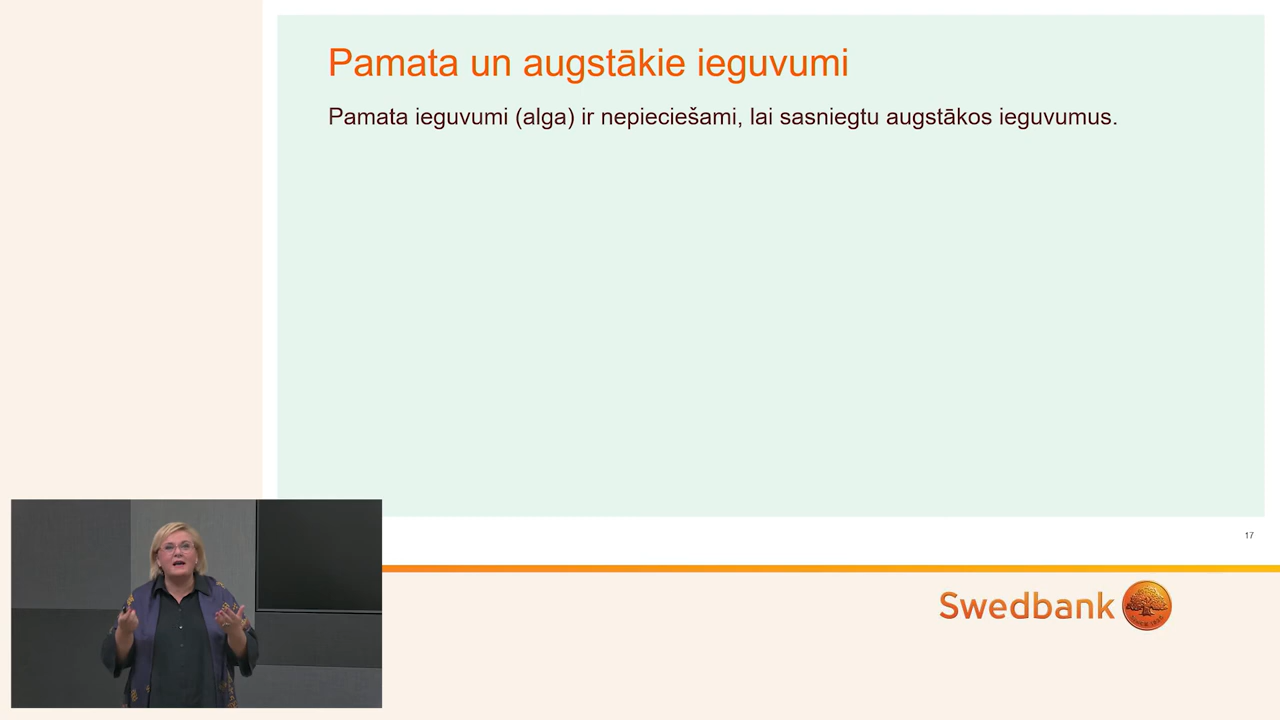 Pamata un augstākie ieguvumi
Pamata ieguvumi (alga) ir nepieciešami, lai sasniegtu augstākos ieguvumus.
17
Swedbank